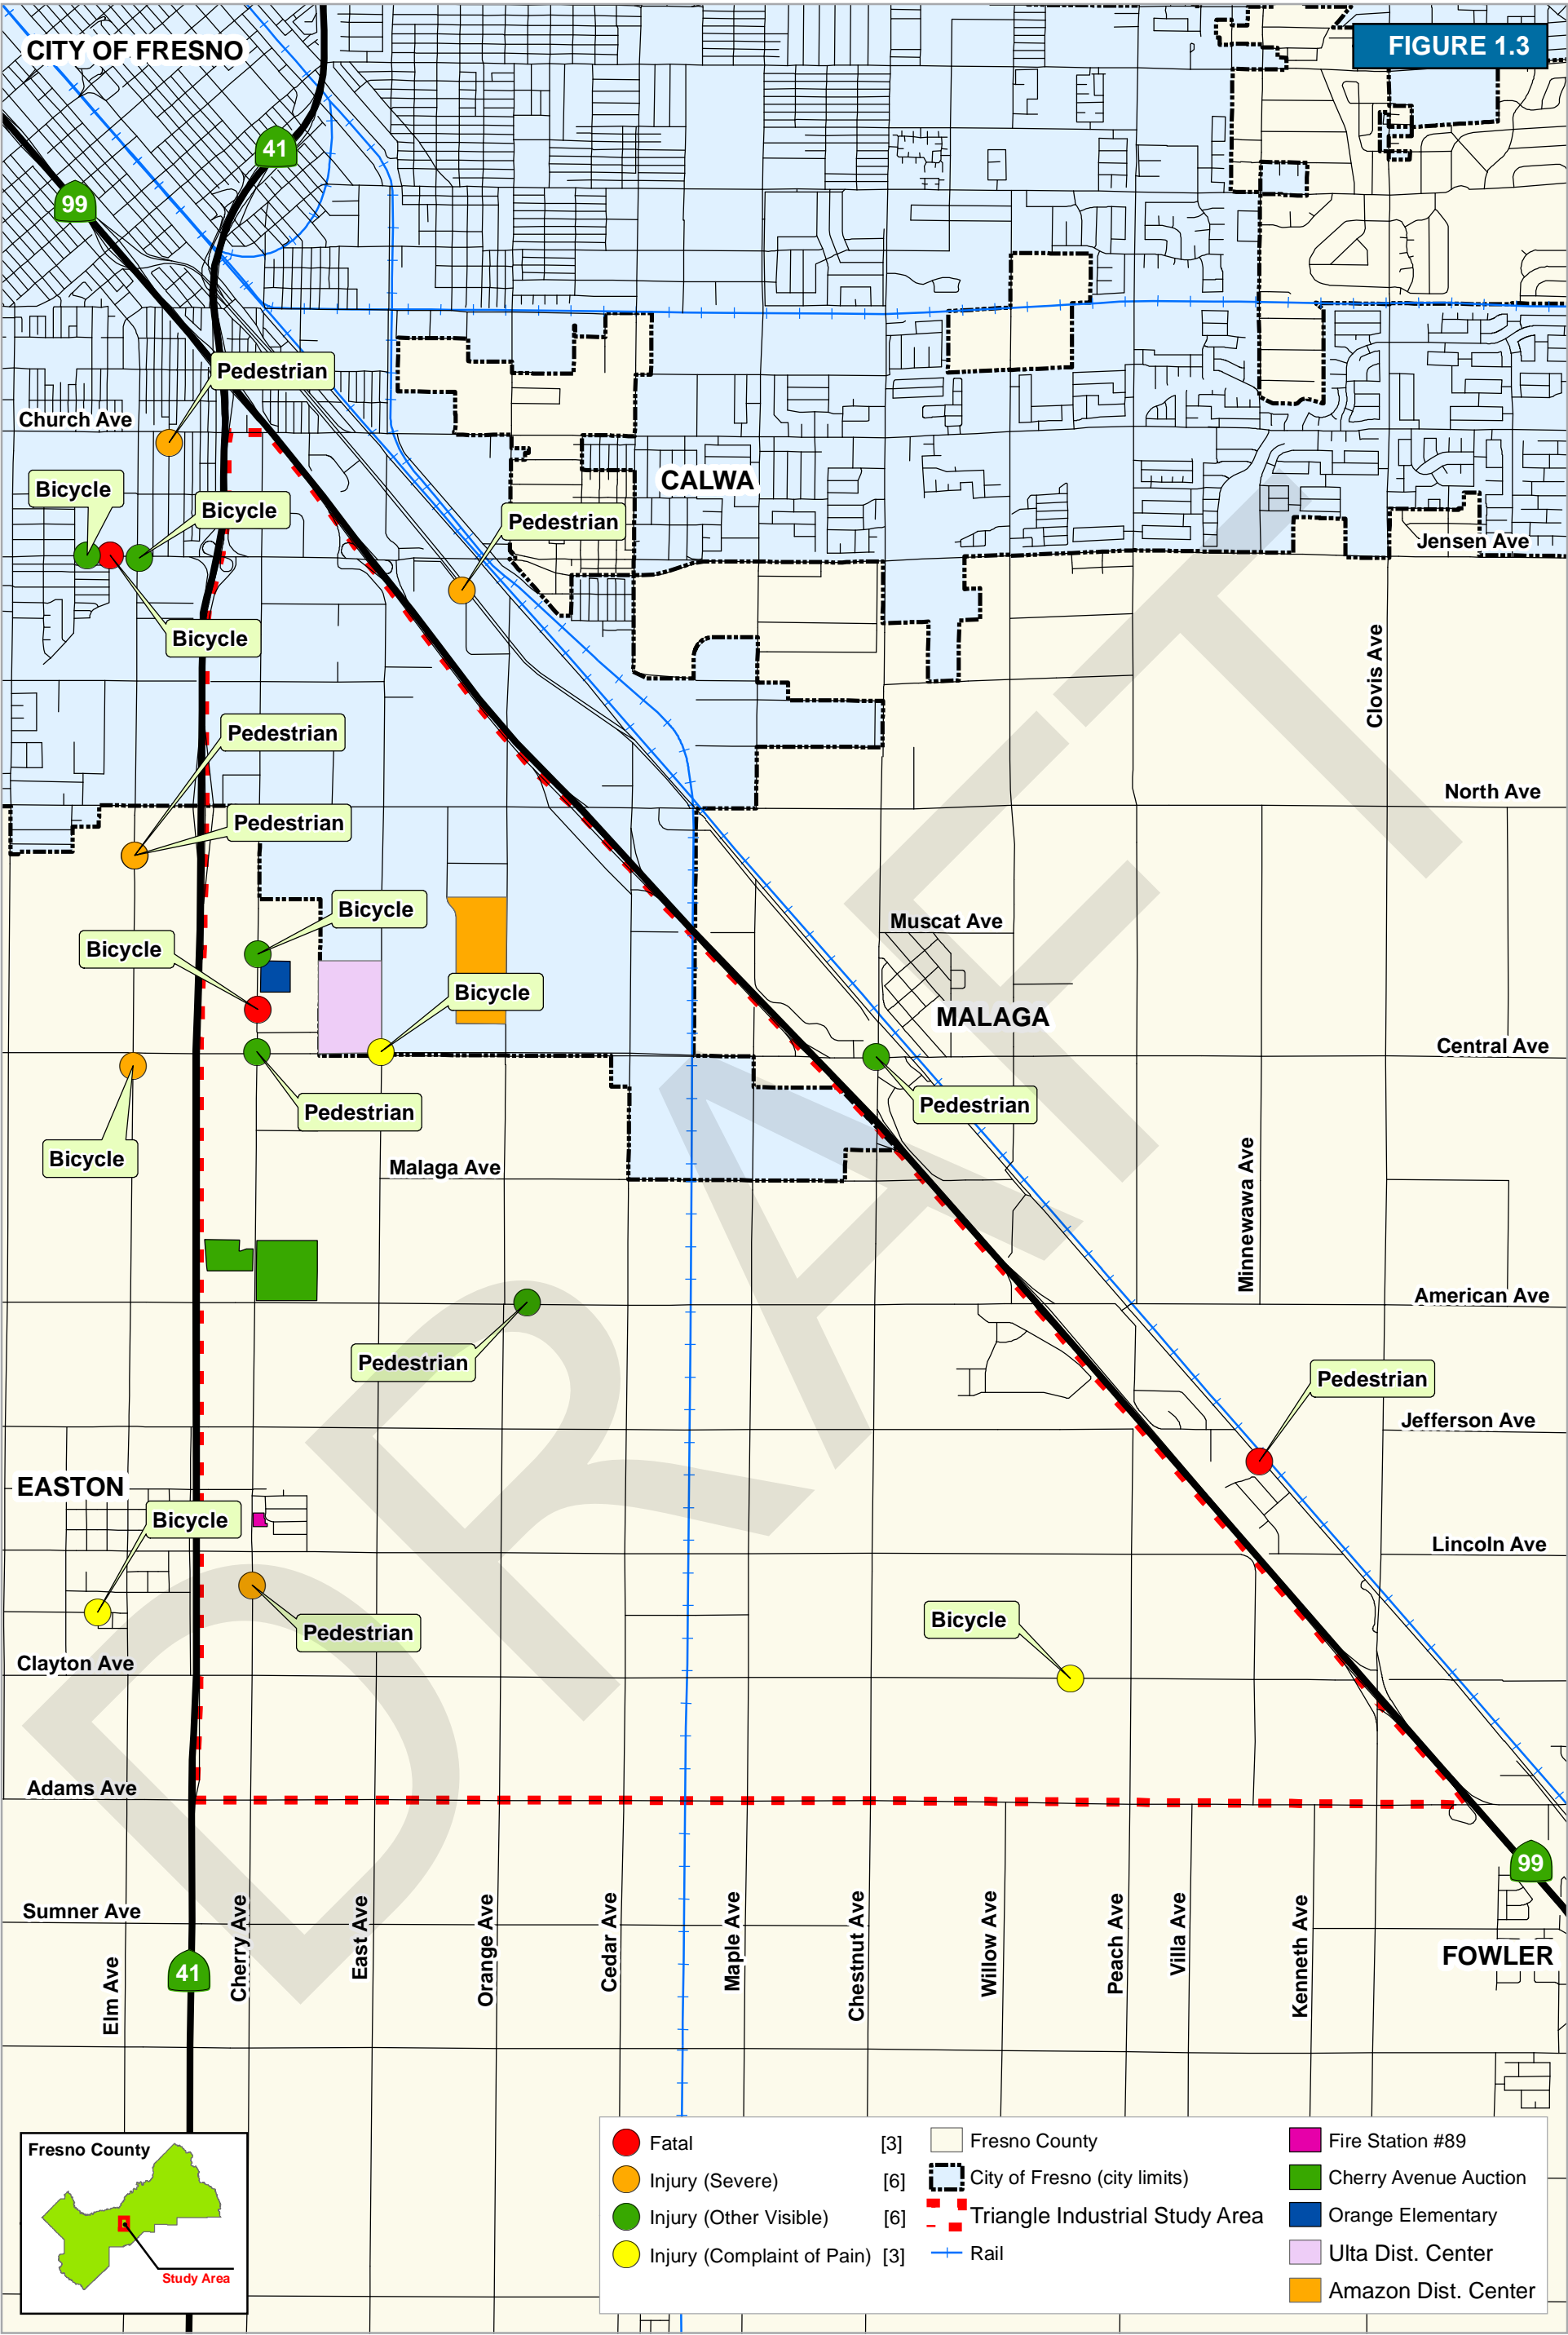 CITY OF FRESNO
FIGURE 1.3
41
99
Pedestrian
Church Ave
CALWA
Bicycle
Bicycle
Pedestrian
Jensen Ave
Bicycle
Clovis Ave
Pedestrian
North Ave
Pedestrian
Bicycle
Muscat Ave
Bicycle
Bicycle
MALAGA
Central Ave
Pedestrian
Pedestrian
Bicycle
Malaga Ave
Minnewawa Ave
American Ave
Pedestrian
Pedestrian
Jefferson Ave
EASTON
Bicycle
Lincoln Ave
Pedestrian
Bicycle
Clayton Ave
Adams Ave
99
Sumner Ave
FOWLER
41
Elm Ave
Cherry Ave
East Ave
Orange Ave
Cedar Ave
Maple Ave
Chestnut Ave
Willow Ave
Peach Ave
Villa Ave
Kenneth Ave
DRAFT
Fresno County
Study Area
Fatal [3]
Injury (Severe) [6]
Injury (Other Visible) [6]
Injury (Complaint of Pain) [3]
Fresno County
City of Fresno (city limits)
Triangle Industrial Study Area
Rail
Fire Station #89
Cherry Avenue Auction
Orange Elementary
Ulta Dist. Center
Amazon Dist. Center